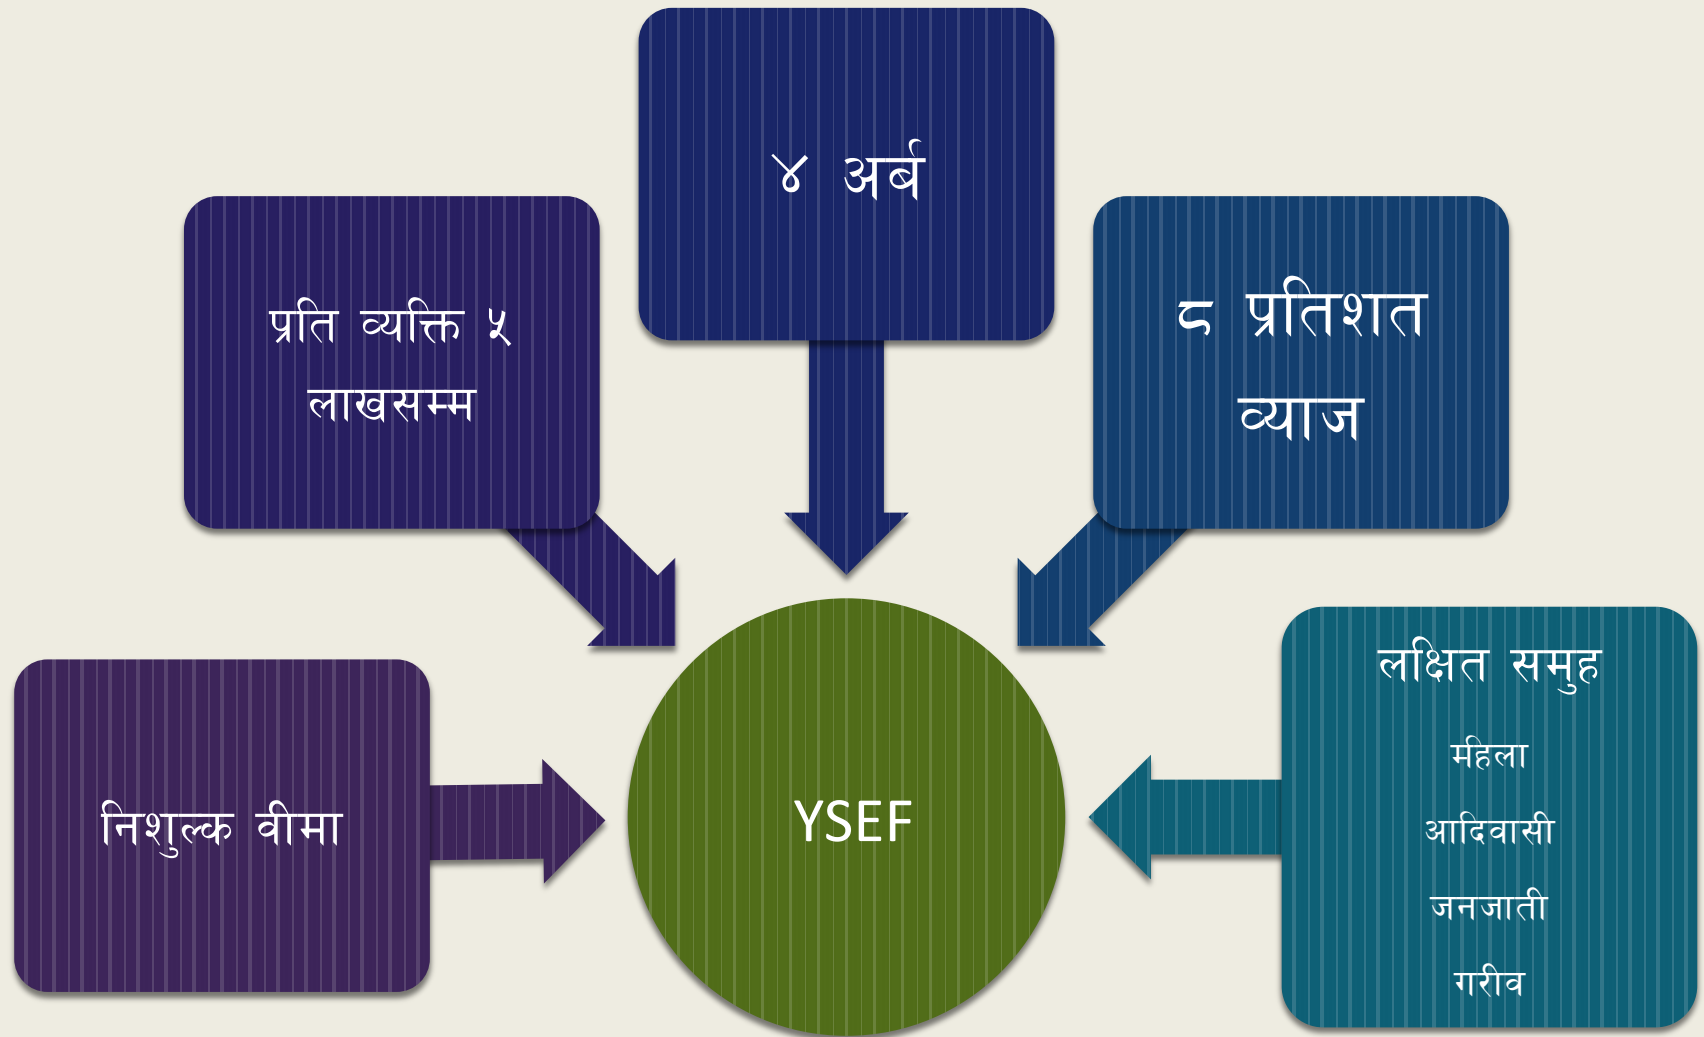 ४ अर्ब
प्रति व्यक्ति ५
लाखसम्म
८ प्रतिशत
व्याज
निशुल्क वीमा
YSEF
लक्षित समुह
महिला
आदिवासी
जनजाती
गरीव